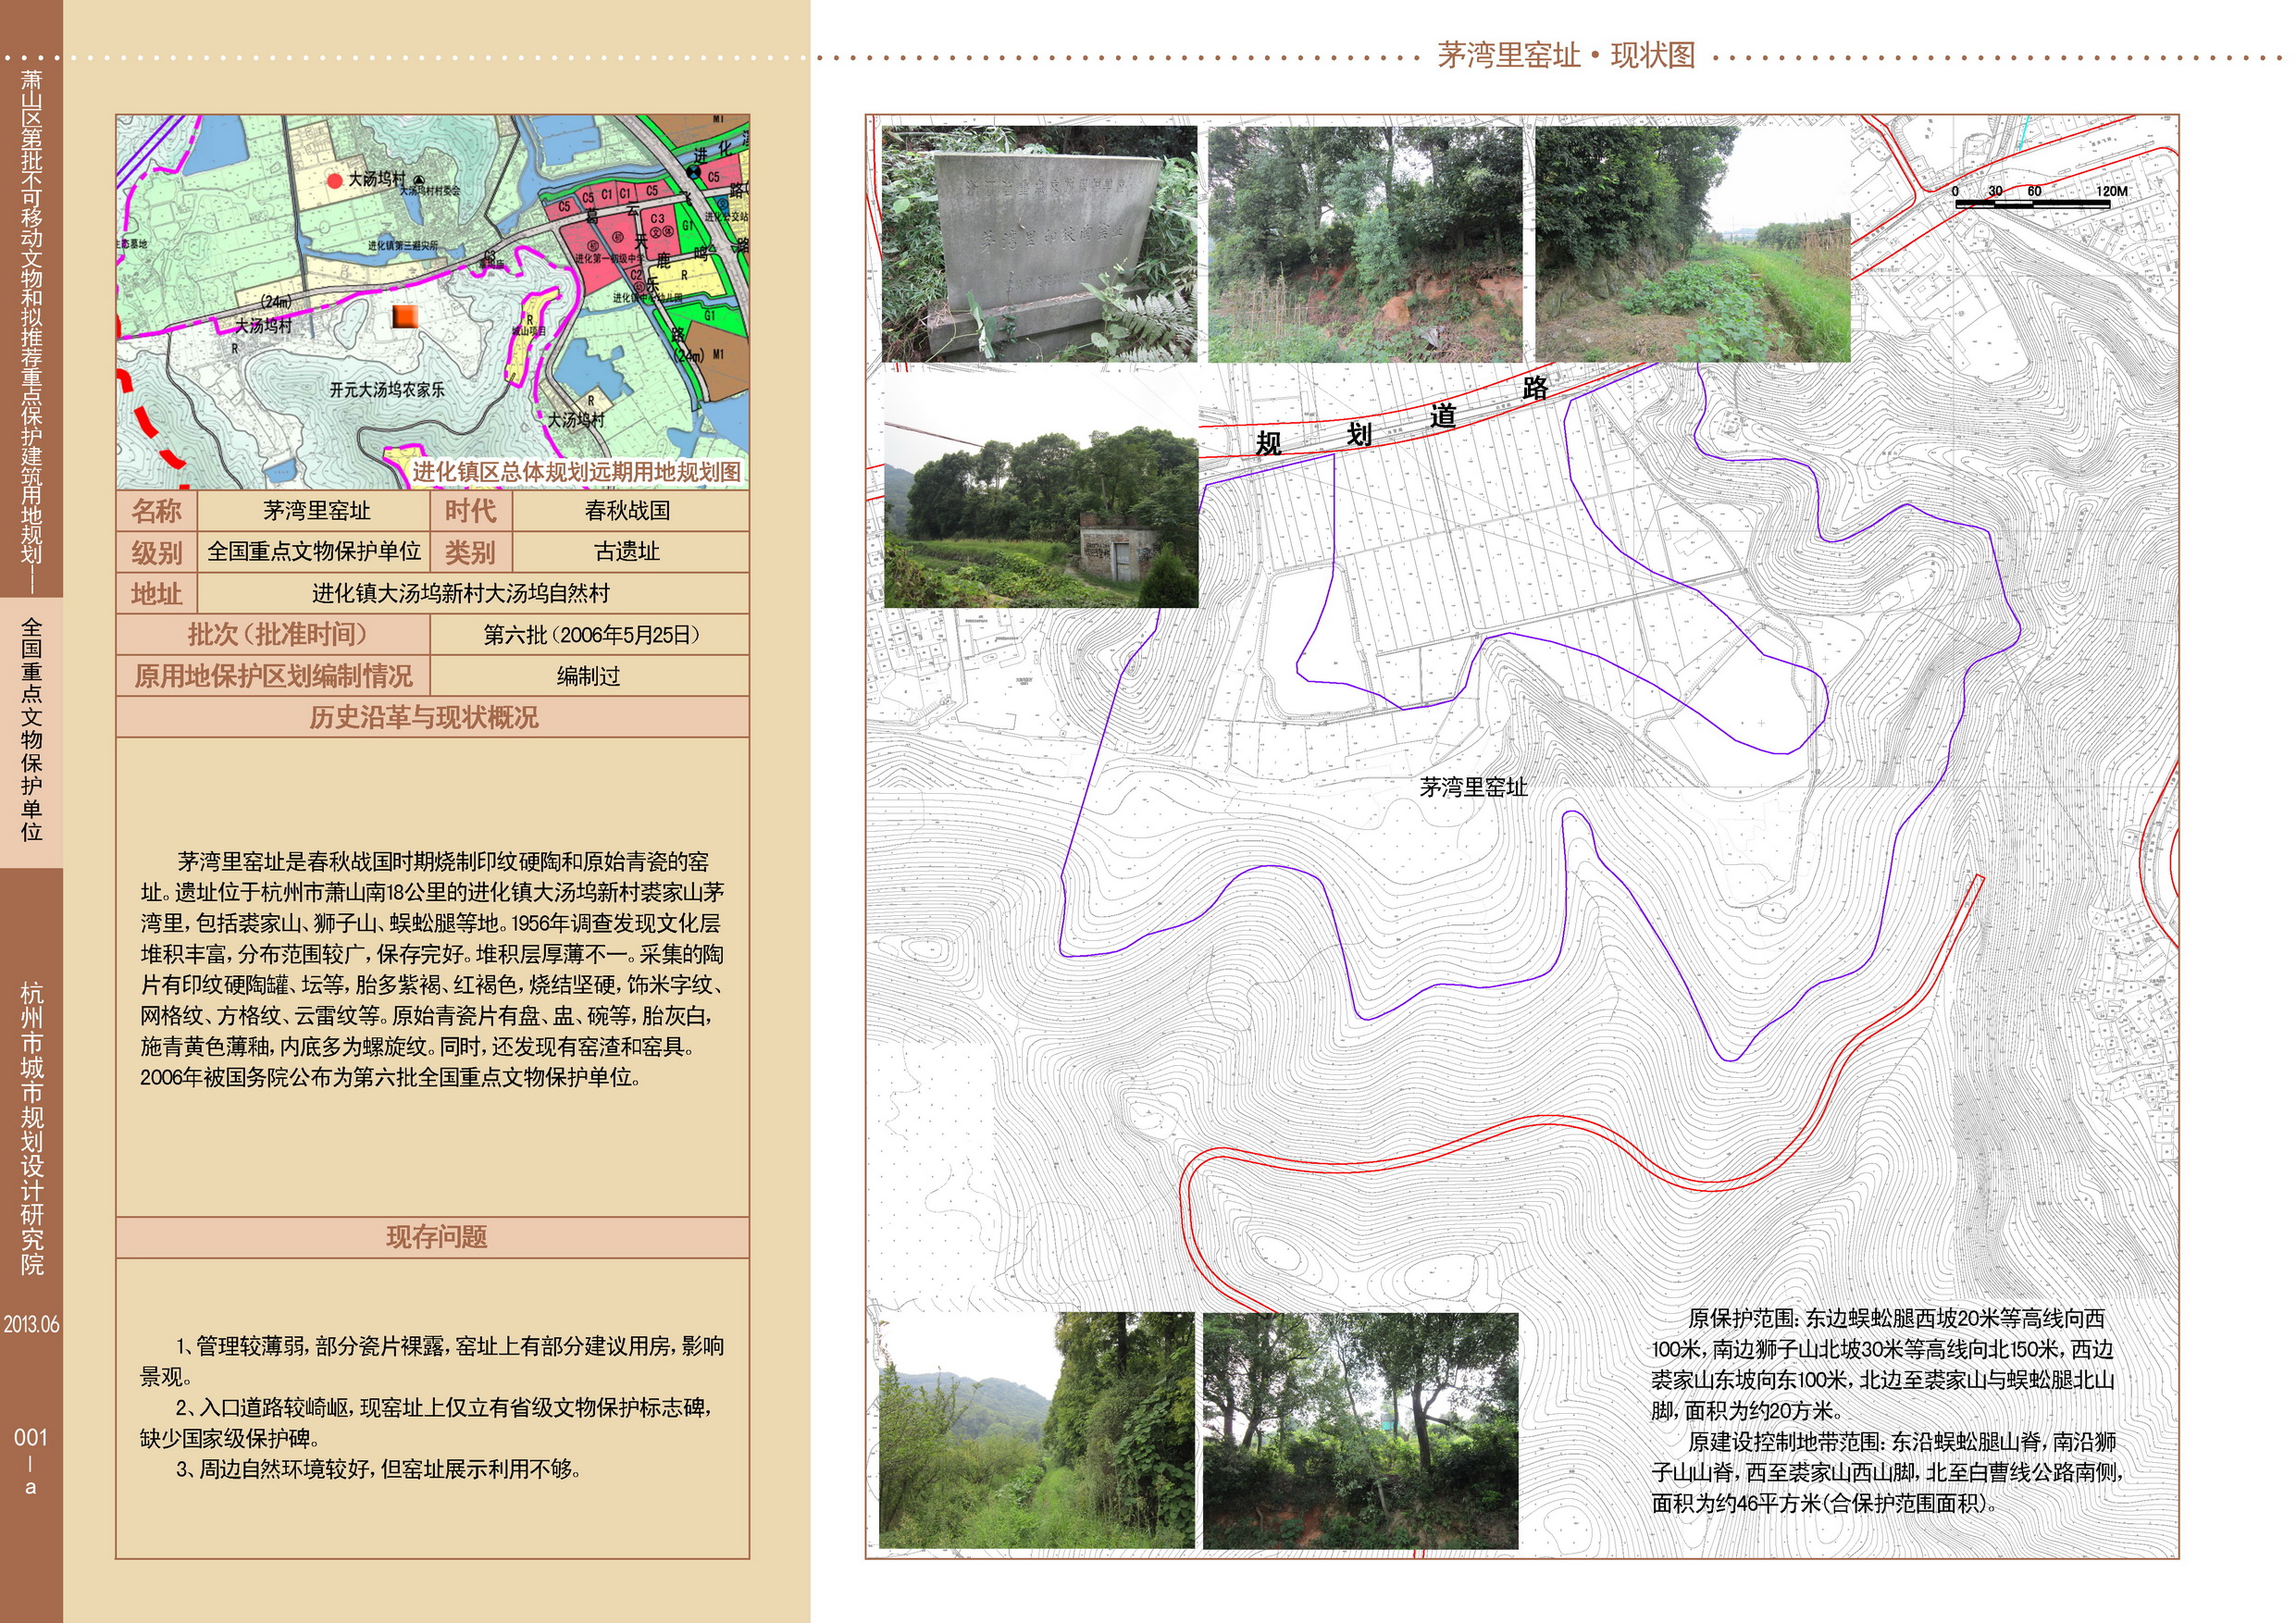 茅湾里窑址·现状图
萧山区第批不可移动文物和拟推荐重点保护建筑用地规划——
全国重点文物保护单位
杭州市城市规划设计研究院
2013.06
001
—
a
大汤坞村
大汤坞村村委会
进化镇第三避灾所
(24m)
大汤坞村
R
开元大汤坞农家乐
大汤坞村
R
R
C5
C5
C1
C1
C5
C5
C3
G1
C2
R
G1
M1
M1
(24m)
进化
路
葛云天
飞
鹿鸣
路
乐
路
进化第一初级中学
进化公交站
进化镇区总体规划远期用地规划图
名称 茅湾里窑址 时代 春秋战国
级别 全国重点文物保护单位 类别 古遗址
地址 进化镇大汤坞新村大汤坞自然村
批次（批准时间） 第六批（2006年5月25日）
原用地保护区划编制情况 编制过
历史沿革与现状概况
茅湾里窑址是春秋战国时期烧制印纹硬陶和原始青瓷的窑
址。遗址位于杭州市萧山南18公里的进化镇大汤坞新村裘家山茅
湾里，包括裘家山、狮子山、蜈蚣腿等地。1956年调查发现文化层
堆积丰富，分布范围较广，保存完好。堆积层厚薄不一。采集的陶
片有印纹硬陶罐、坛等，胎多紫褐、红褐色，烧结坚硬，饰米字纹、
网格纹、方格纹、云雷纹等。原始青瓷片有盘、盅、碗等，胎灰白，
施青黄色薄釉，内底多为螺旋纹。同时，还发现有窑渣和窑具。
2006年被国务院公布为第六批全国重点文物保护单位。
现存问题
1、管理较薄弱，部分瓷片裸露，窑址上有部分建议用房，影响
景观。
2、入口道路较崎岖，现窑址上仅立有省级文物保护标志碑，
缺少国家级保护碑。
3、周边自然环境较好，但窑址展示利用不够。
0 30 60 120M
规划道路
茅湾里窑址
原保护范围：东边蜈蚣腿西坡20米等高线向西
100米，南边狮子山北坡30米等高线向北150米，西边
裘家山东坡向东100米，北边至裘家山与蜈蚣腿北山
脚，面积为约20方米。
原建设控制地带范围：东沿蜈蚣腿山脊，南沿狮
子山山脊，西至裘家山西山脚，北至白曹线公路南侧，
面积为约46平方米(合保护范围面积)。